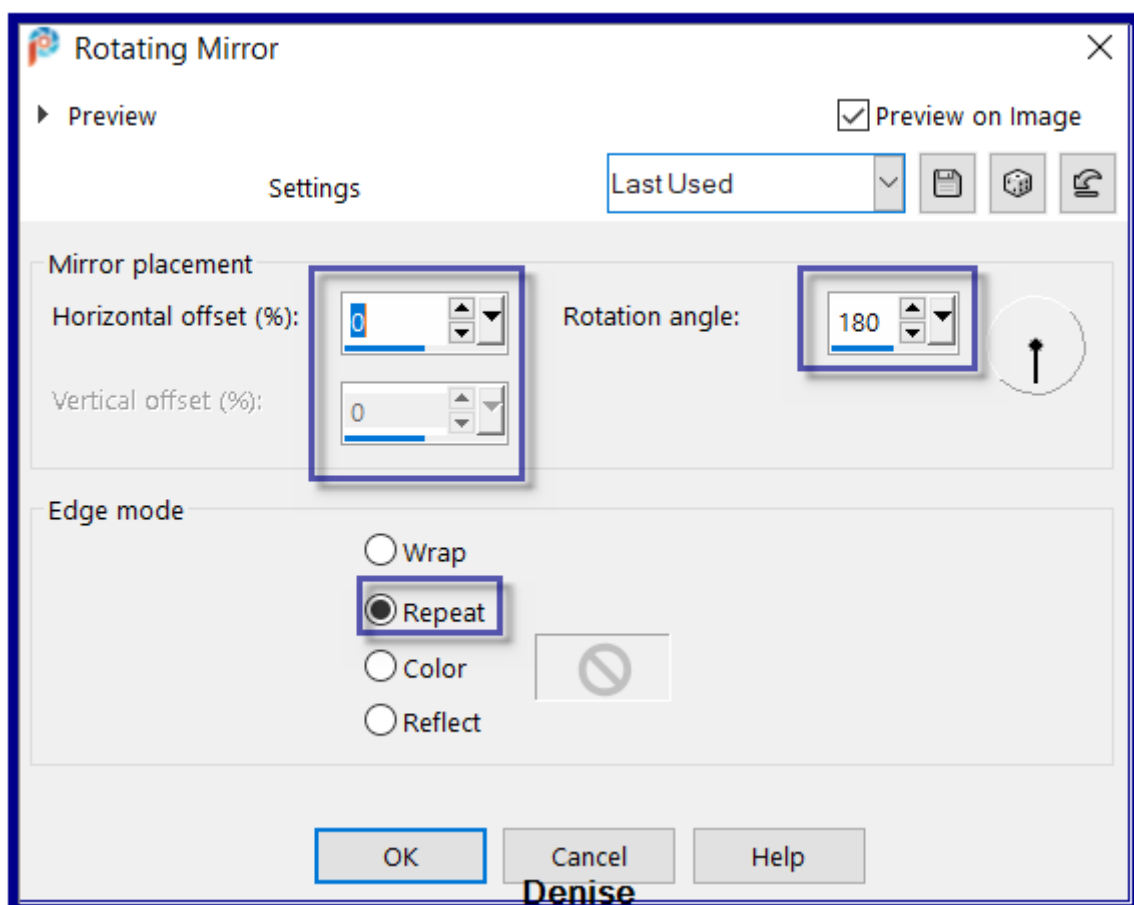 Rotating Mirror
Preview
Preview on Image
Settings
Last Used
Mirror placement
Horizontal offset (%): 0
Rotation angle: 180
Vertical offset (%): 0
Edge mode
Wrap
Repeat
Color
Reflect
OK Cancel Help
Denise